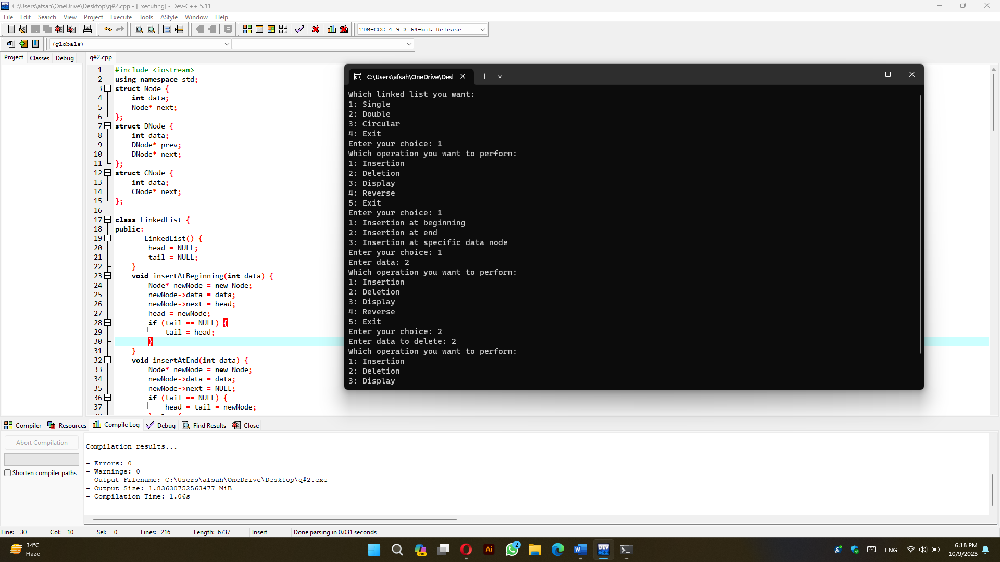 C:\Users\afsah\OneDrive\Desktop\q#2.cpp - [Executing] - Dev-C++ 5.11
File Edit Search View Project Execute Tools AStyle Window Help
TDM-GCC 4.9.2 64-bit Release
(globals)
Project Classes Debug
q#2.cpp
1 #include <iostream>
2 using namespace std;
3 struct Node {
4 int data;
5 Node* next;
6 };
7 struct DNode {
8 int data;
9 DNode* prev;
10 DNode* next;
11 };
12 struct CNode {
13 int data;
14 CNode* next;
15 };
16
17 class LinkedList {
18 public:
19 LinkedList() {
20 head = NULL;
21 tail = NULL;
22 }
23 void insertAtBeginning(int data) {
24 Node* newNode = new Node;
25 newNode->data = data;
26 newNode->next = head;
27 head = newNode;
28 if (tail == NULL) {
29 tail = head;
30 }
31 }
32 void insertAtEnd(int data) {
33 Node* newNode = new Node;
34 newNode->data = data;
35 newNode->next = NULL;
36 if (tail == NULL) {
37 head = tail = newNode;
C:\Users\afsah\OneDrive\Des
Which linked list you want:
1: Single
2: Double
3: Circular
4: Exit
Enter your choice: 1
Which operation you want to perform:
1: Insertion
2: Deletion
3: Display
4: Reverse
5: Exit
Enter your choice: 1
1: Insertion at beginning
2: Insertion at end
3: Insertion at specific data node
Enter your choice: 1
Enter data: 2
Which operation you want to perform:
1: Insertion
2: Deletion
3: Display
4: Reverse
5: Exit
Enter your choice: 2
Enter data to delete: 2
Which operation you want to perform:
1: Insertion
2: Deletion
3: Display
Compiler Resources Compile Log Debug Find Results Close
Abort Compilation
Shorten compiler paths
Compilation results...
--------
- Errors: 0
- Warnings: 0
- Output Filename: C:\Users\afsah\OneDrive\Desktop\q#2.exe
- Output Size: 1.83630752563477 MiB
- Compilation Time: 1.06s
Line: 30 Col: 10 Sel: 0 Lines: 216 Length: 6737 Insert Done parsing in 0.031 seconds
34°C
Haze
PRE
Ai
2
DEV
ENG
6:18 PM
10/9/2023